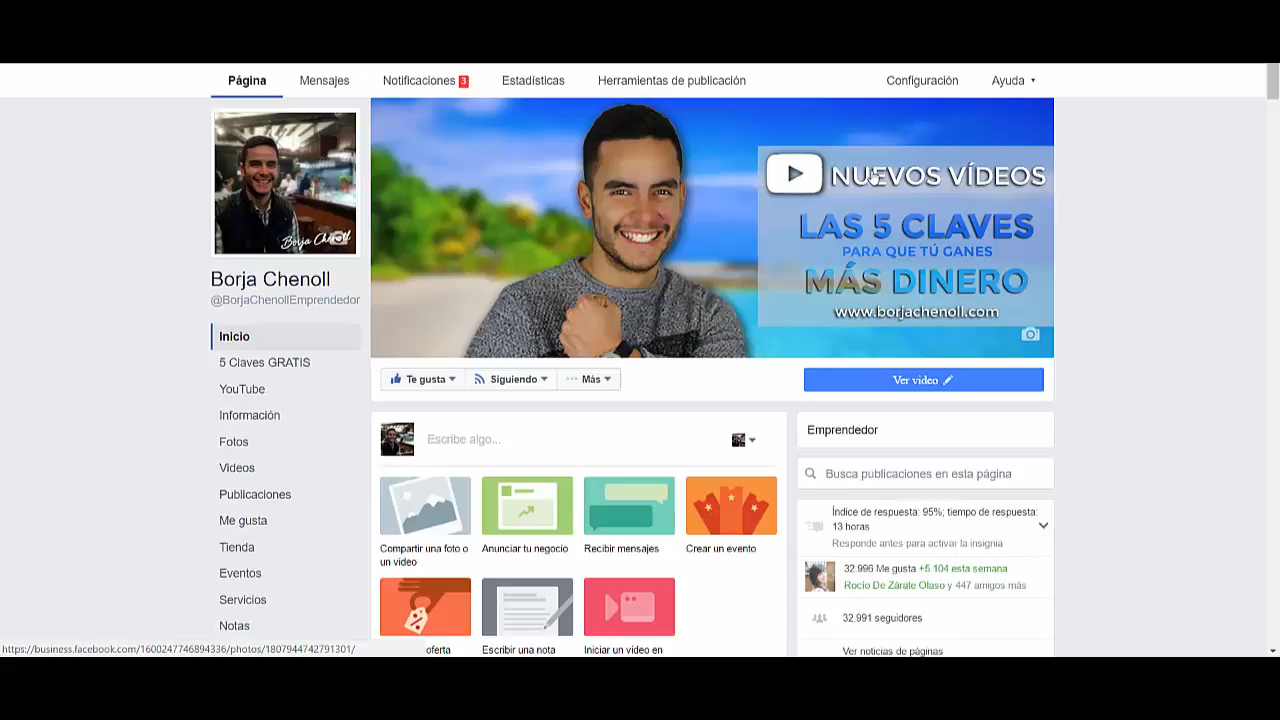 Página
Mensajes
Notificaciones 3
Estadísticas
Herramientas de publicación
Configuración
Ayuda
Borja Chenoll
Borja Chenoll
@BorjaChenollEmprendedor
Inicio
5 Claves GRATIS
YouTube
Información
Fotos
Videos
Publicaciones
Me gusta
Tienda
Eventos
Servicios
Notas
NUEVOS VÍDEOS
LAS 5 CLAVES
PARA QUE TÚ GANES
MÁS DINERO
www.borjachenoll.com
Te gusta
Siguiendo
Más
Ver video
Escribe algo...
Compartir una foto o
un video
Anunciar tu negocio
Recibir mensajes
Crear un evento
oferta
Escribir una nota
Iniciar un video en
Emprendedor
Busca publicaciones en esta página
Índice de respuesta: 95%; tiempo de respuesta:
13 horas
Responde antes para activar la insignia
32.996 Me gusta +5.104 esta semana
Rocío De Zárate Olaso y 447 amigos más
32.991 seguidores
Ver noticias de páginas
https://business.facebook.com/1600247746894336/photos/1807944742791301/